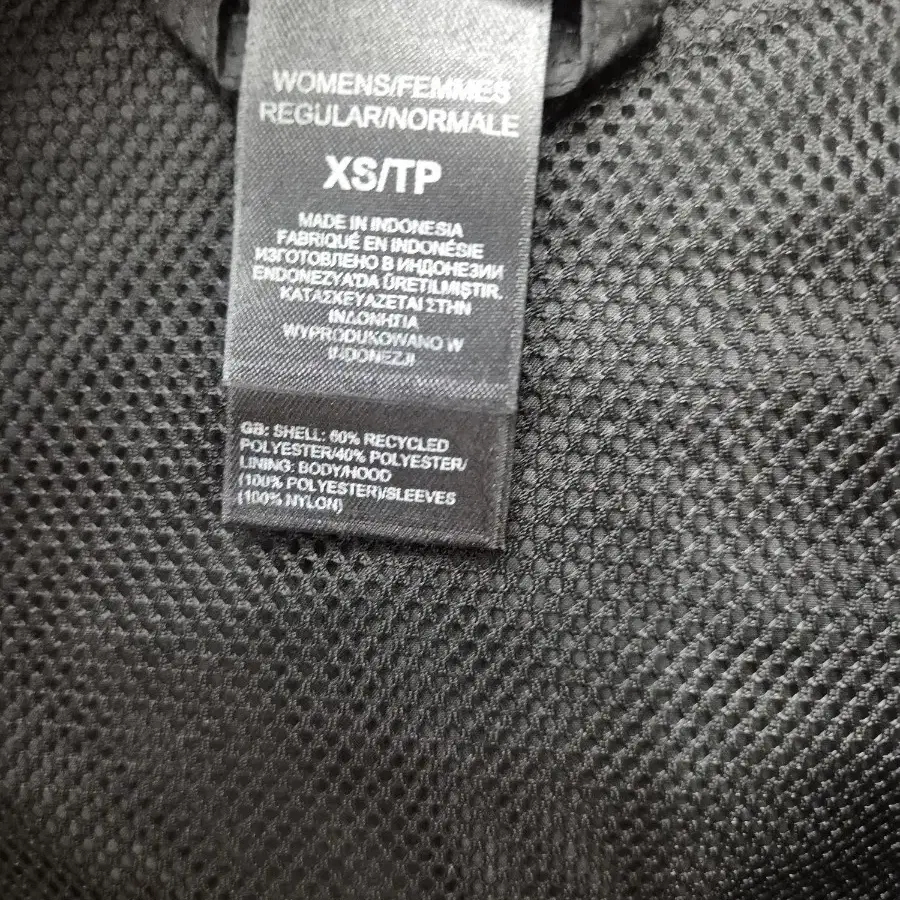 WOMENS/FEMMES
REGULAR/NORMALE
XS/TP
MADE IN INDONESIA
FABRIQUÉ EN INDONÉSIE
ИЗГОТОВЛЕНО В ИНДОНЕЗИИ
ENDONEZYA'DA ÜRETILMIŞTIR.
ΚΑΤΑΣΚΕΥΑΖΕΤΑΙ ΣΤΗΝ
ΙΝΔΟΝΗΣΙΑ
WYPRODUKOWANO W
INDONEZJI
GB: SHELL: 60% RECYCLED
POLYESTER/40% POLYESTER/
LINING: BODY/HOOD
(100% POLYESTER)/SLEEVES
(100% NYLON)